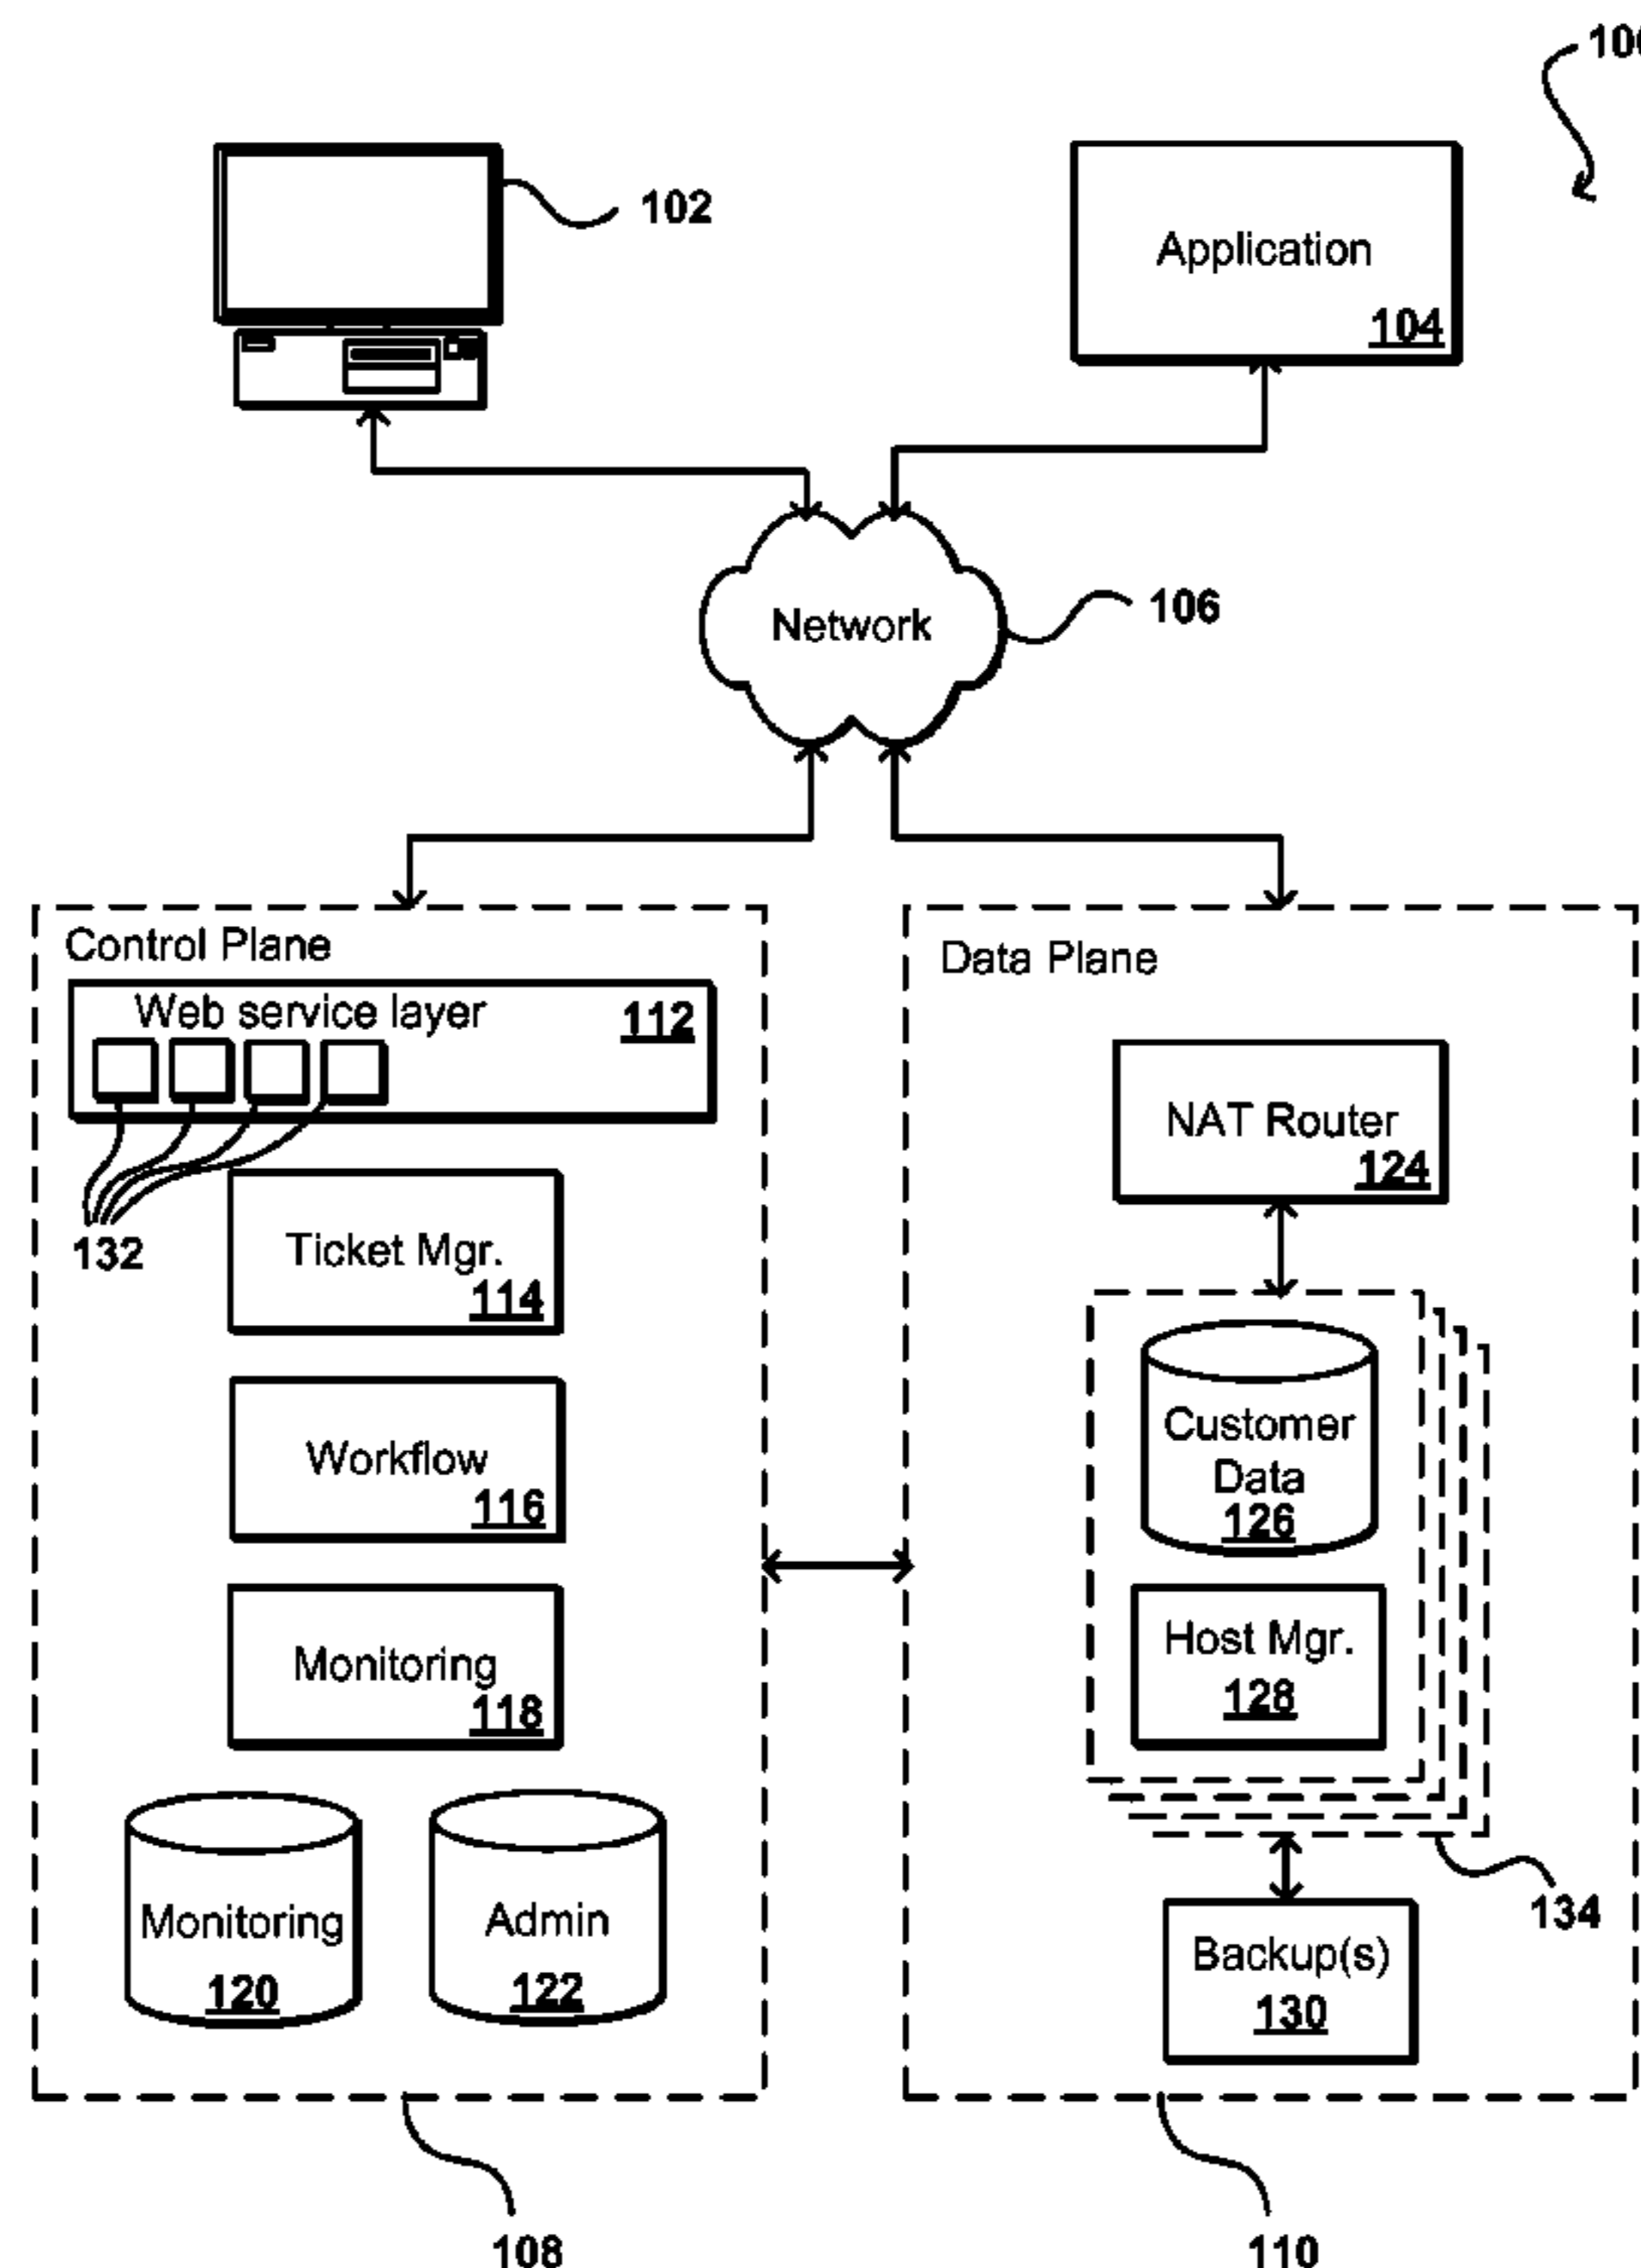 100
102
Application
104
Network
106
Control Plane
Web service layer
112
132
Ticket Mgr.
114
Workflow
116
Monitoring
118
Monitoring
120
Admin
122
108
Data Plane
NAT Router
124
Customer
Data
126
Host Mgr.
128
134
Backup(s)
130
110